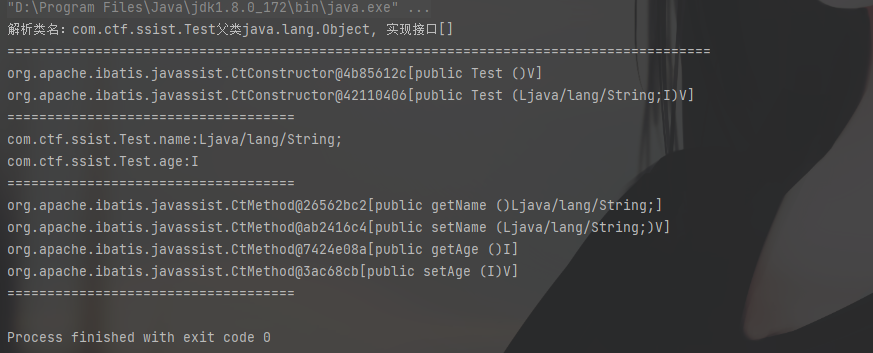 "D:\Program Files\Java\jdk1.8.0_172\bin\java.exe" ...
解析类名：com.ctf.ssist.Test父类java.lang.Object, 实现接口[]
========================================================================================
org.apache.ibatis.javassist.CtConstructor@4b85612c[public Test ()V]
org.apache.ibatis.javassist.CtConstructor@42110406[public Test (Ljava/lang/String;I)V]
====================================
com.ctf.ssist.Test.name:Ljava/lang/String;
com.ctf.ssist.Test.age:I
====================================
org.apache.ibatis.javassist.CtMethod@26562bc2[public getName ()Ljava/lang/String;]
org.apache.ibatis.javassist.CtMethod@ab2416c4[public setName (Ljava/lang/String;)V]
org.apache.ibatis.javassist.CtMethod@7424e08a[public getAge ()I]
org.apache.ibatis.javassist.CtMethod@3ac68cb[public setAge (I)V]
====================================
Process finished with exit code 0